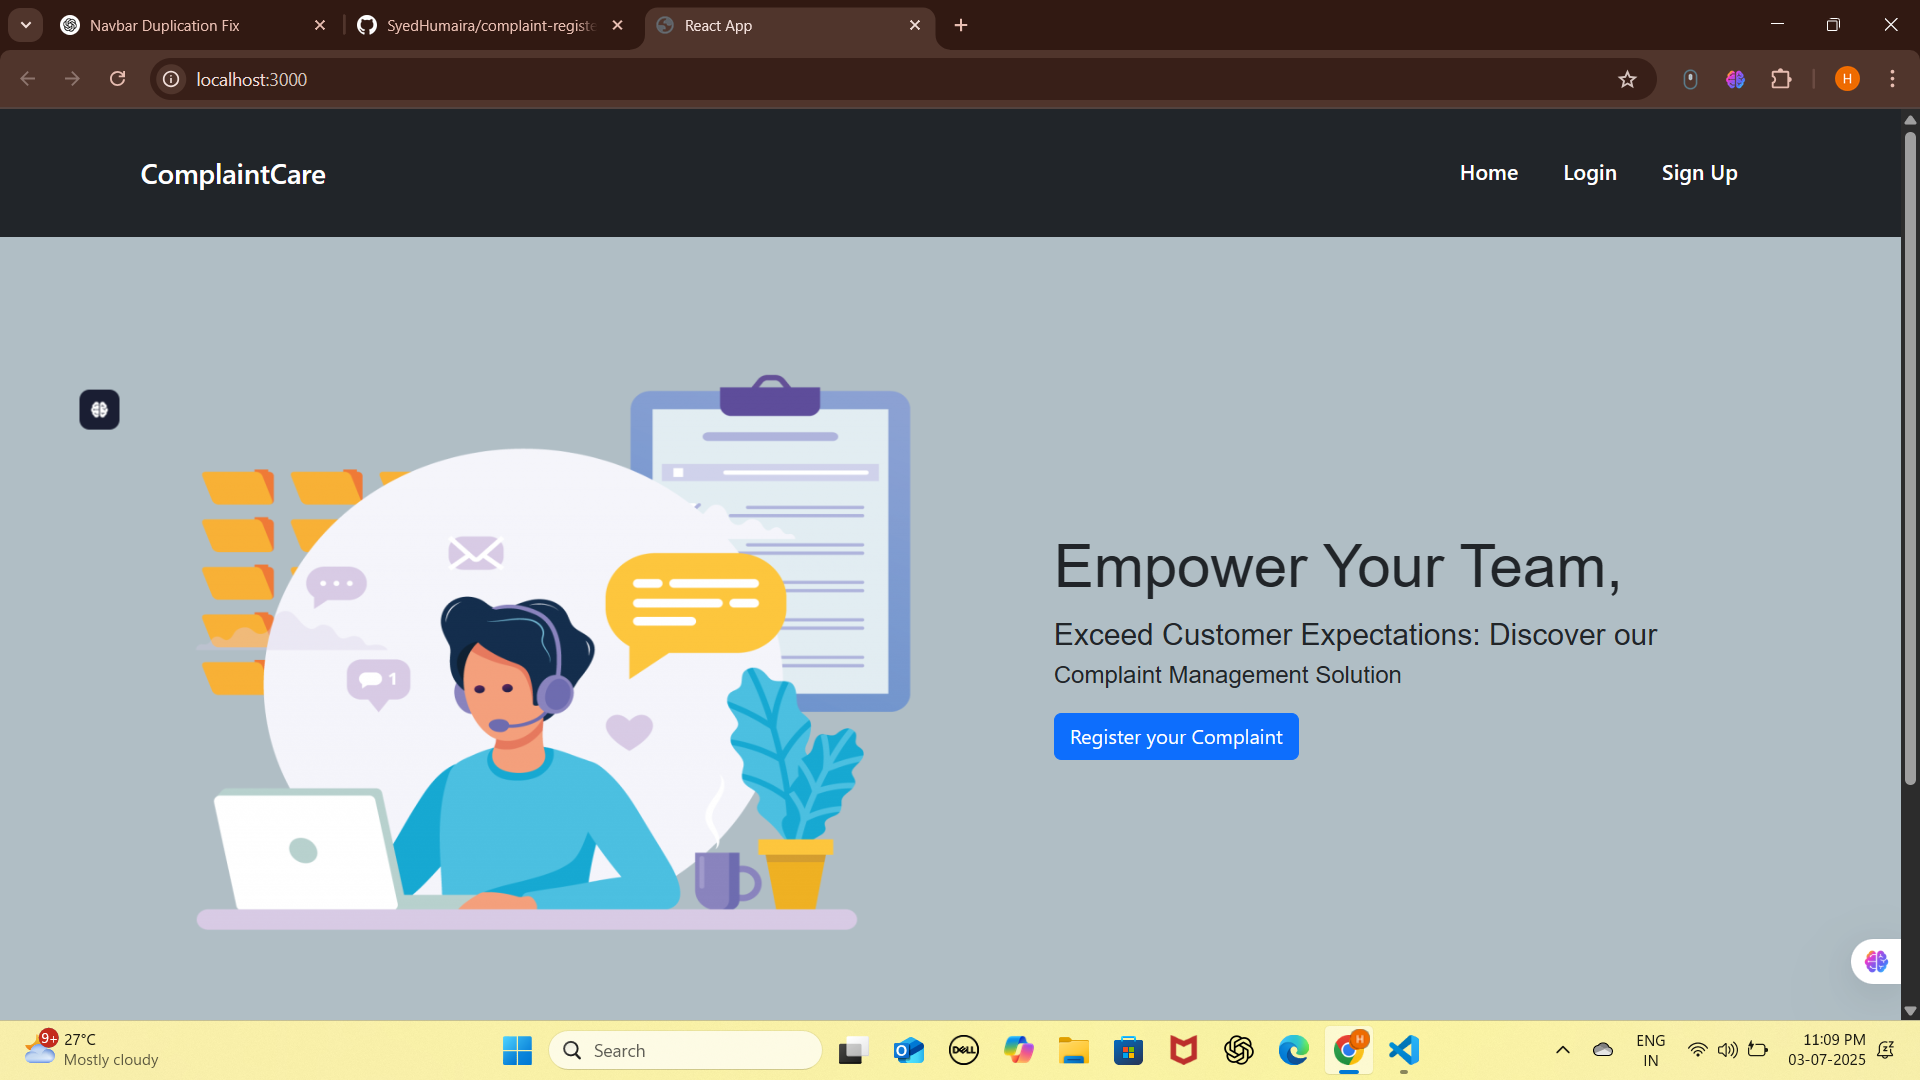 Navbar Duplication Fix
SyedHumaira/complaint-registe
React App
localhost:3000
H
ComplaintCare
Home
Login
Sign Up
1
Empower Your Team,
Exceed Customer Expectations: Discover our
Complaint Management Solution
Register your Complaint
9+
27°C
Mostly cloudy
Search
DELL
H
ENG
IN
11:09 PM
03-07-2025